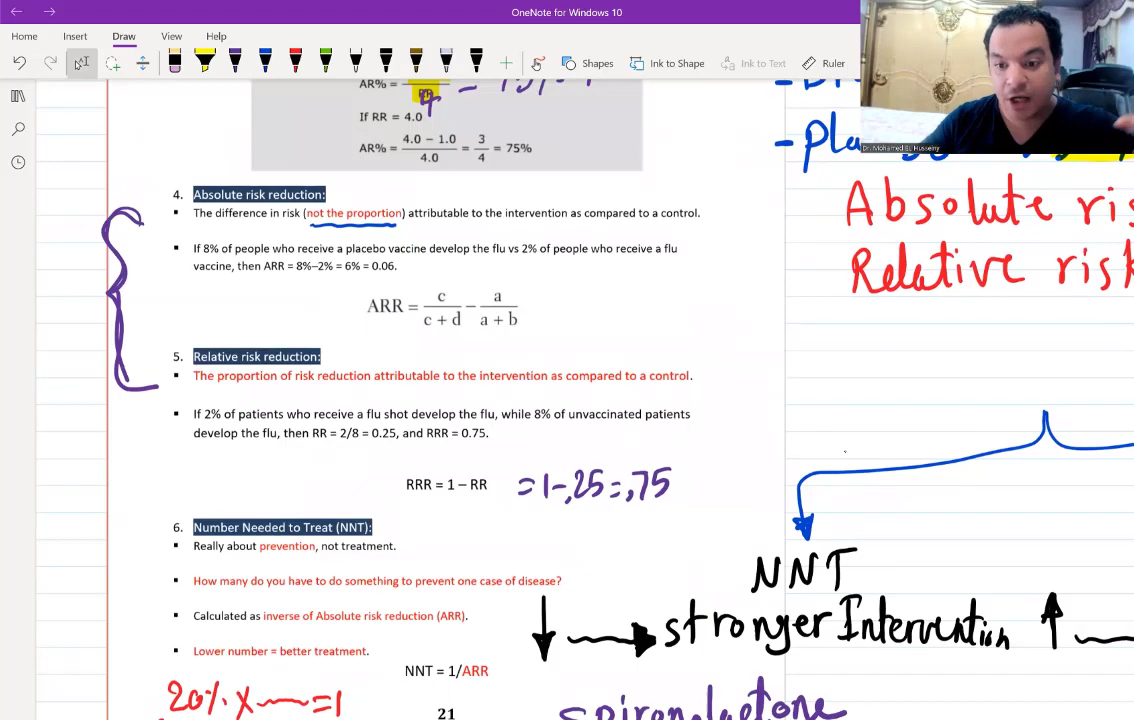 OneNote for Windows 10
Home Insert Draw View Help
Shapes Ink to Shape Ink to Text Ruler
Dr. Mohamed EL Husseiny
AR% =
4
If RR = 4.0
AR% = 4.0 – 1.0 / 4.0 = 3 / 4 = 75%
4. Absolute risk reduction:
▪ The difference in risk (not the proportion) attributable to the intervention as compared to a control.
▪ If 8% of people who receive a placebo vaccine develop the flu vs 2% of people who receive a flu
vaccine, then ARR = 8%–2% = 6% = 0.06.
ARR = c / c + d − a / a + b
5. Relative risk reduction:
▪ The proportion of risk reduction attributable to the intervention as compared to a control.
▪ If 2% of patients who receive a flu shot develop the flu, while 8% of unvaccinated patients
develop the flu, then RR = 2/8 = 0.25, and RRR = 0.75.
RRR = 1 – RR = 1-,25=,75
6. Number Needed to Treat (NNT):
▪ Really about prevention, not treatment.
▪ How many do you have to do something to prevent one case of disease?
▪ Calculated as inverse of Absolute risk reduction (ARR).
▪ Lower number = better treatment.
NNT = 1/ARR
20% x =1
21
- Pla
Absolute ris
Relative risk
NNT
↓ → stronger Intervention ↑
spironolactone